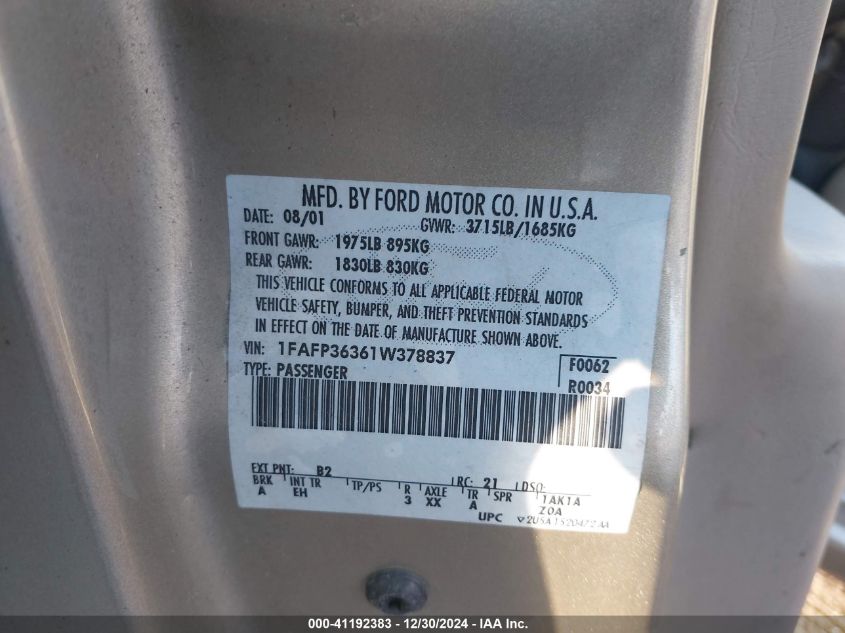 MFD. BY FORD MOTOR CO. IN U.S.A.
DATE: 08/01 GVWR: 3715LB/1685KG
FRONT GAWR: 1975LB 895KG
REAR GAWR: 1830LB 830KG
THIS VEHICLE CONFORMS TO ALL APPLICABLE FEDERAL MOTOR
VEHICLE SAFETY, BUMPER, AND THEFT PREVENTION STANDARDS
IN EFFECT ON THE DATE OF MANUFACTURE SHOWN ABOVE.
VIN: 1FAFP36361W378837 F0062
TYPE: PASSENGER R0034
EXT PNT: B2 RC: 21 DSO:
BRK INT TR TP/PS R AXLE TR SPR 1AK1A
A EH 3 XX A Z0A
UPC
000-41192383 - 12/30/2024 - IAA Inc.